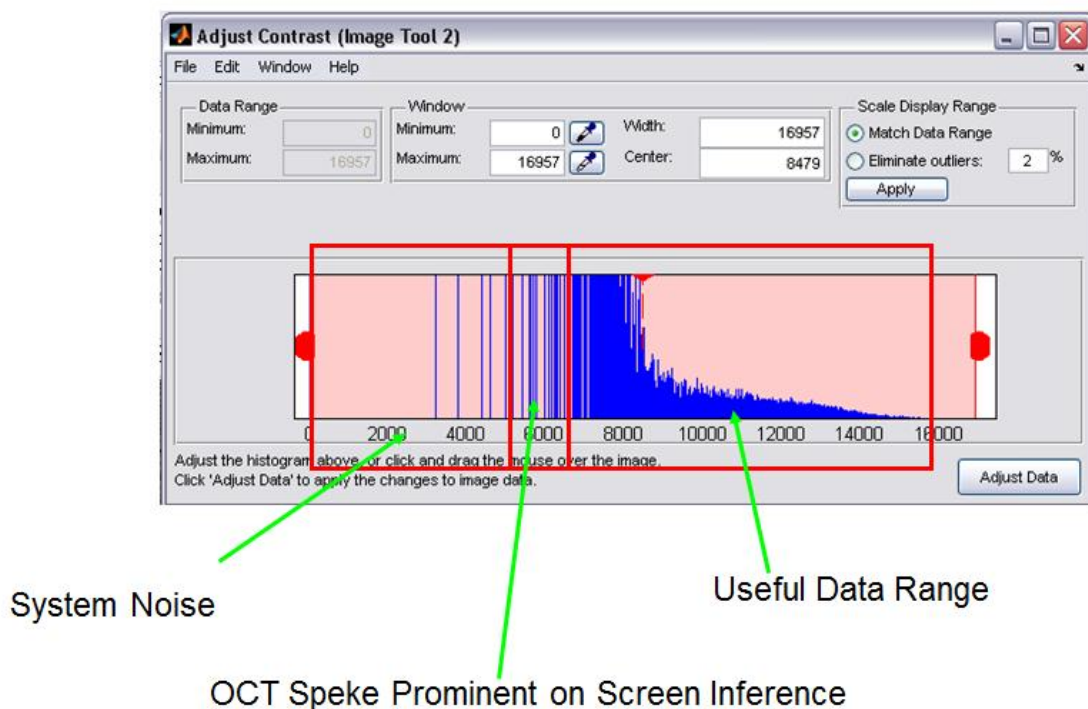 Adjust Contrast (Image Tool 2)
File Edit Window Help
Data Range
Minimum: 0
Maximum: 16957
Window
Minimum: 0
Maximum: 16957
Width: 16957
Center: 8479
Scale Display Range
Match Data Range
Eliminate outliers: 2 %
Apply
0 2000 4000 6000 8000 10000 12000 14000 16000
Adjust the histogram above, or click and drag the mouse over the image.
Click 'Adjust Data' to apply the changes to image data.
Adjust Data
System Noise
Useful Data Range
OCT Speke Prominent on Screen Inference